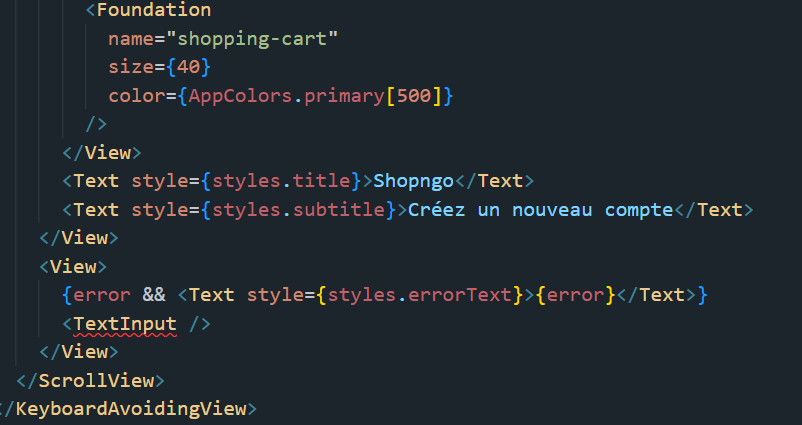 <Foundation
name="shopping-cart"
size={40}
color={AppColors.primary[500]}
/>
</View>
<Text style={styles.title}>Shopngo</Text>
<Text style={styles.subtitle}>Créez un nouveau compte</Text>
</View>
<View>
{error && <Text style={styles.errorText}>{error}</Text>}
<TextInput />
</View>
</ScrollView>
</KeyboardAvoidingView>